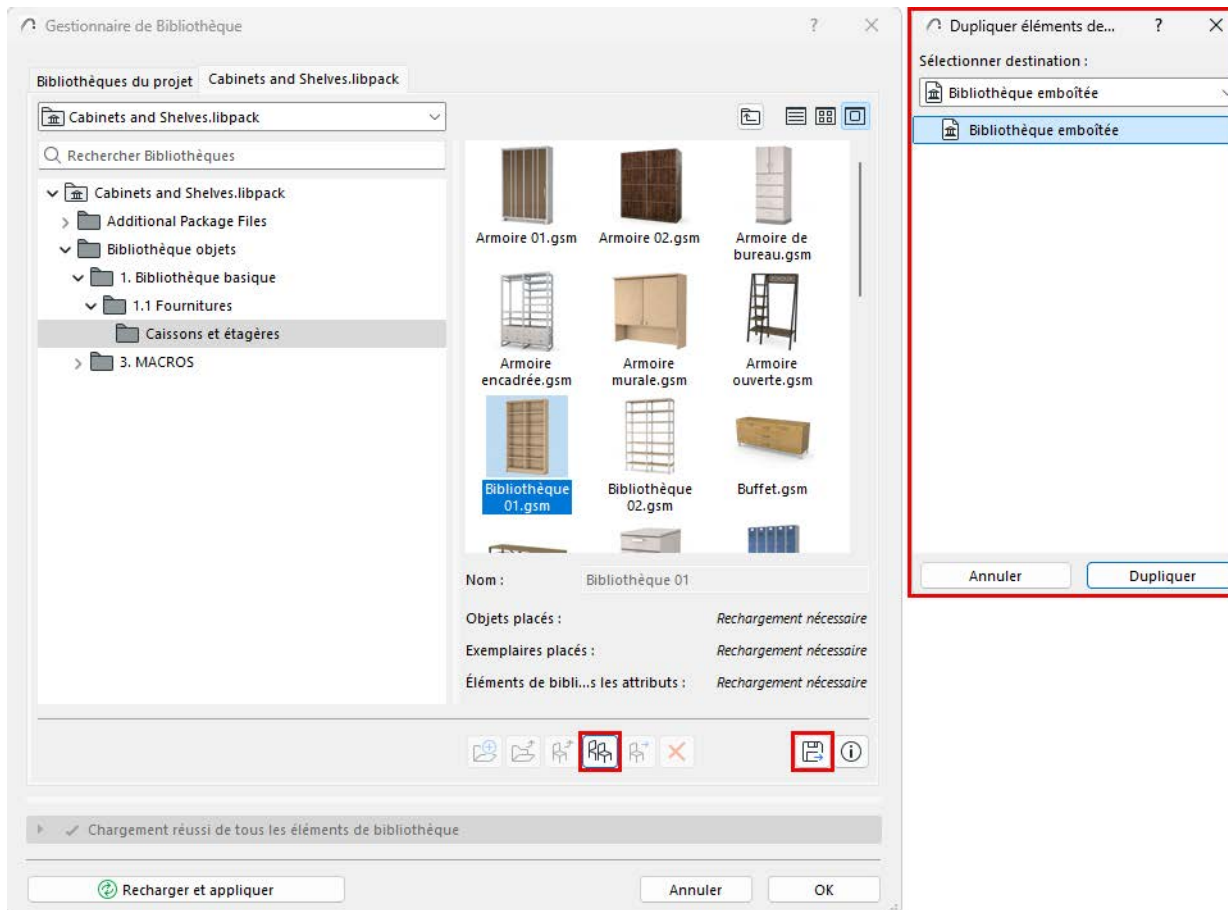 Gestionnaire de Bibliothèque
?
Bibliothèques du projet
Cabinets and Shelves.libpack
Cabinets and Shelves.libpack
Rechercher Bibliothèques
Cabinets and Shelves.libpack
Additional Package Files
Bibliothèque objets
1. Bibliothèque basique
1.1 Fournitures
Caissons et étagères
3. MACROS
Armoire 01.gsm
Armoire 02.gsm
Armoire de
bureau.gsm
Armoire
encadrée.gsm
Armoire
murale.gsm
Armoire
ouverte.gsm
Bibliothèque
01.gsm
Bibliothèque
02.gsm
Buffet.gsm
Nom :
Bibliothèque 01
Objets placés :
Rechargement nécessaire
Exemplaires placés :
Rechargement nécessaire
Éléments de bibli...s les attributs :
Rechargement nécessaire
Chargement réussi de tous les éléments de bibliothèque
Recharger et appliquer
Annuler
OK
Dupliquer éléments de...
?
Sélectionner destination :
Bibliothèque emboîtée
Bibliothèque emboîtée
Annuler
Dupliquer